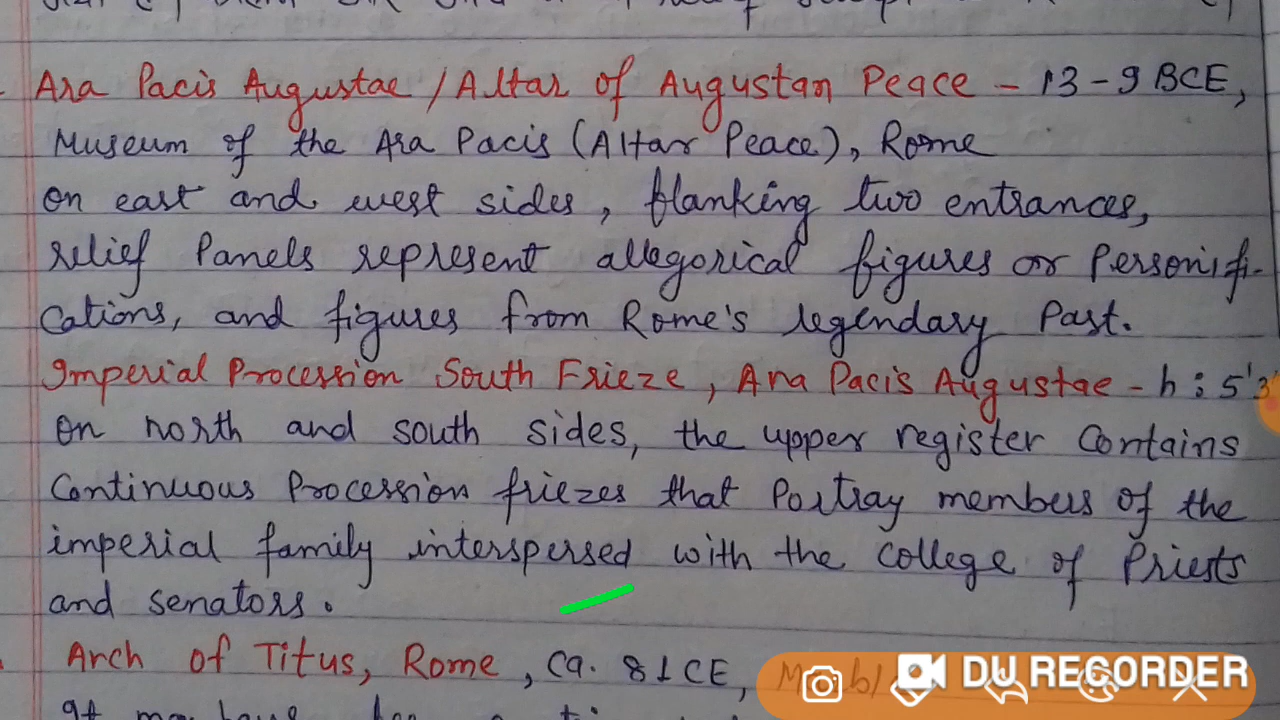 Ara Pacis Augustae / Altar of Augustan Peace - 13-9 BCE,
Museum of the Ara Pacis (Altar Peace), Rome
on east and west sides, flanking two entrances,
relief Panels represent allegorical figures or Personifi-
cations, and figures from Rome's legendary Past.
Imperial Procession South Frieze, Ara Pacis Augustae - h: 5'3
on north and south sides, the upper register contains
continuous Procession friezes that Portray members of the
imperial family interspersed with the college of Priests
and senators.
Arch of Titus, Rome, ca. 81 CE,
DU RECORDER